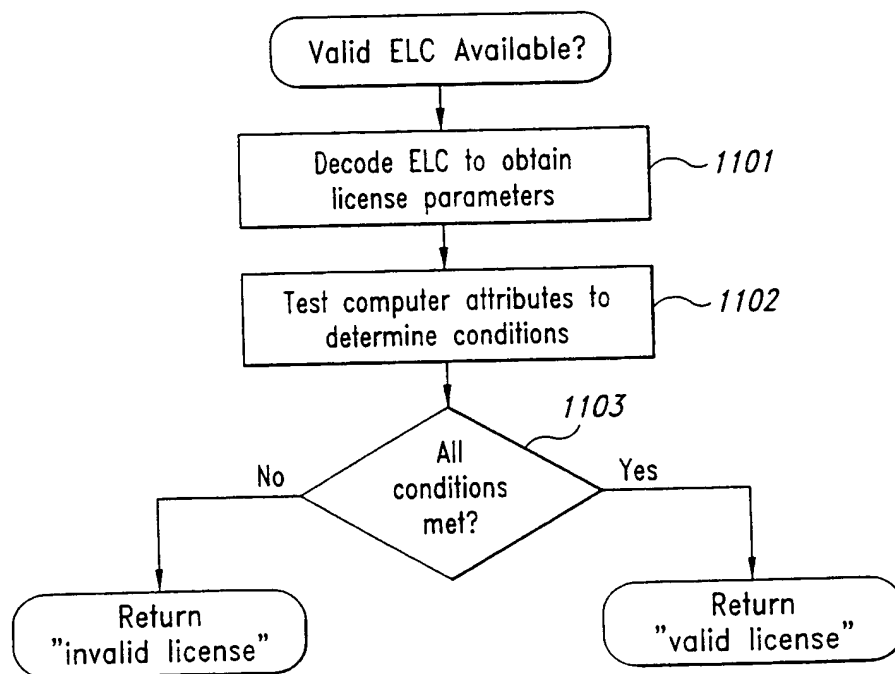 Valid ELC Available?
Decode ELC to obtain
license parameters
1101
Test computer attributes to
determine conditions
1102
1103
All
conditions
met?
No
Yes
Return
"invalid license"
Return
"valid license"